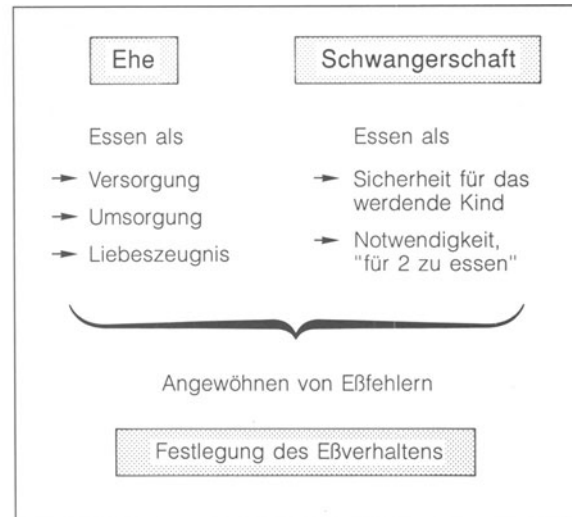 Ehe
Schwangerschaft
Essen als
→ Versorgung
→ Umsorgung
→ Liebeszeugnis
Essen als
→ Sicherheit für das
werdende Kind
→ Notwendigkeit,
"für 2 zu essen"
Angewöhnen von Eßfehlern
Festlegung des Eßverhaltens